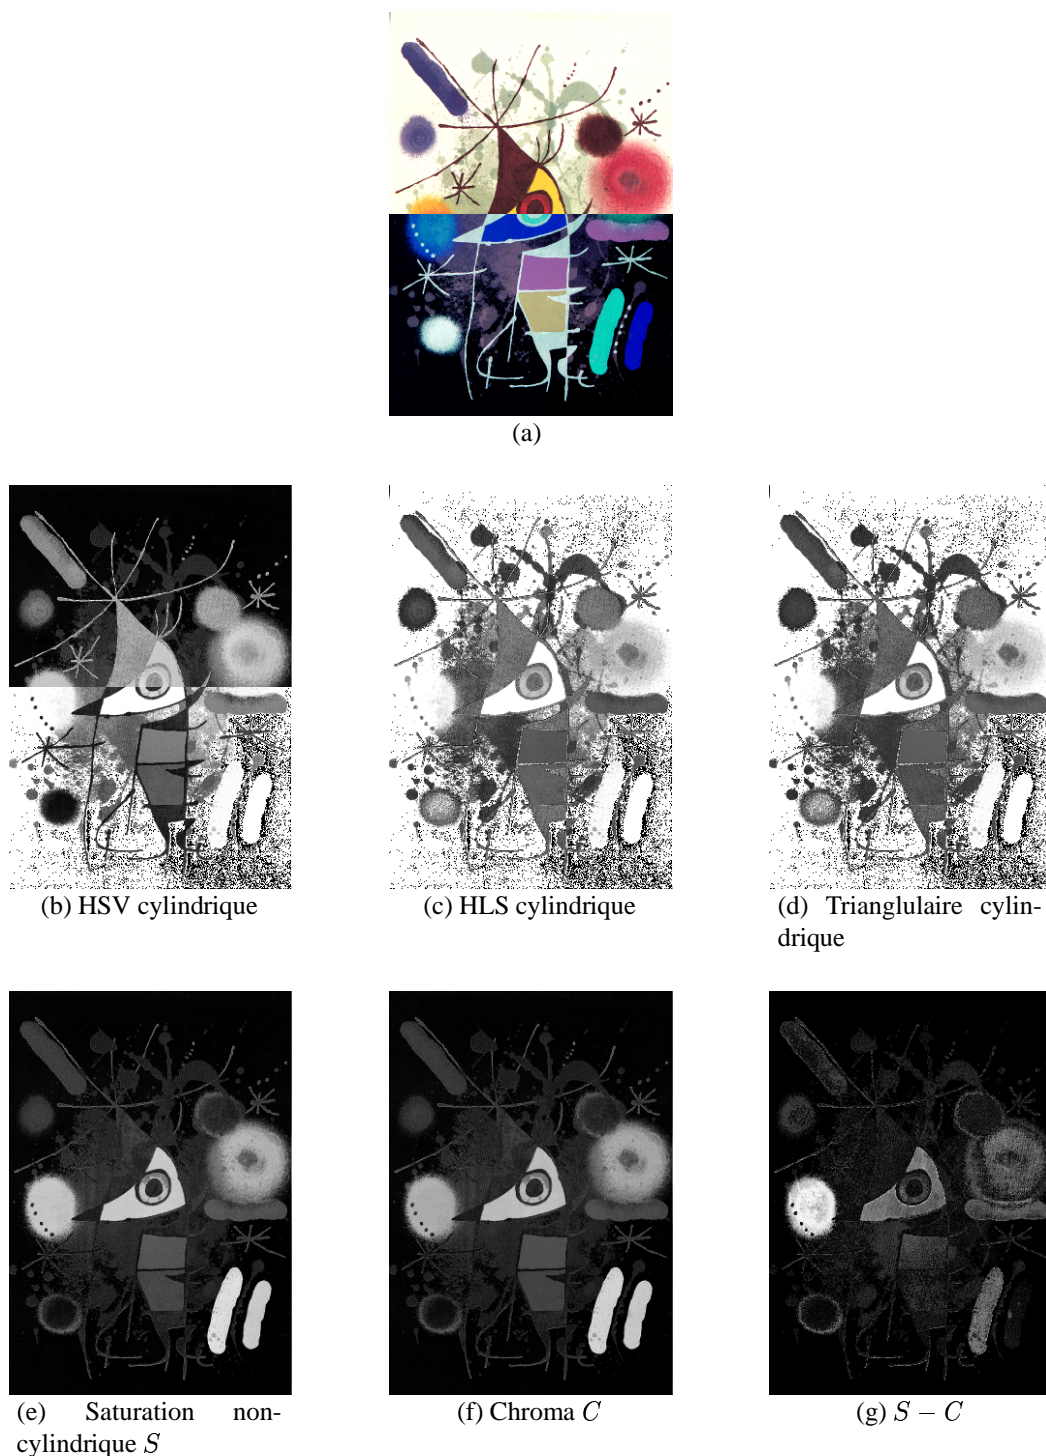 (a)
(b) HSV cylindrique
(c) HLS cylindrique
(d) Trianglulaire cylin-
drique
(e) Saturation non-
cylindrique S
(f) Chroma C
(g) S − C